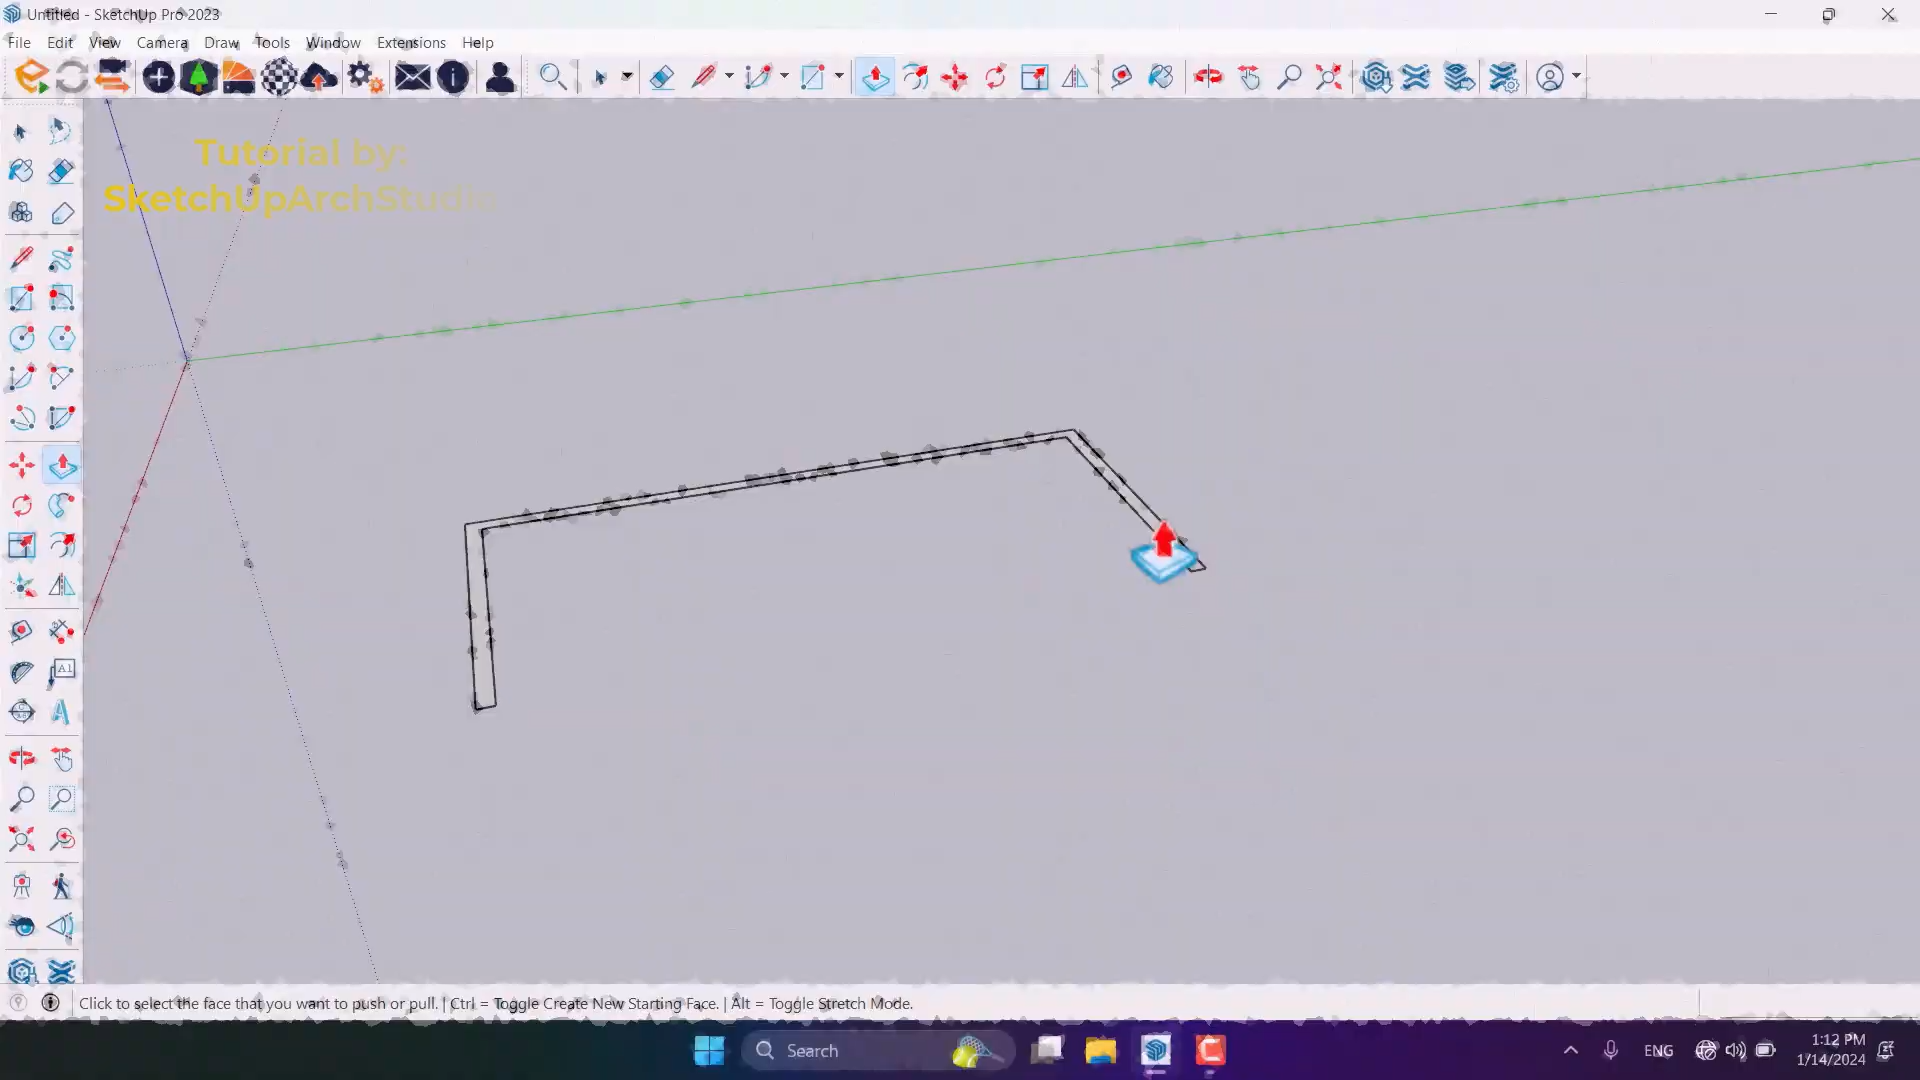 Untitled - SketchUp Pro 2023
File Edit View Camera Draw Tools Window Extensions Help
Tutorial by:
SketchUpArchStudio
A1
A
Click to select the face that you want to push or pull. | Ctrl = Toggle Create New Starting Face. | Alt = Toggle Stretch Mode.
Search
ENG
1:12 PM
1/14/2024